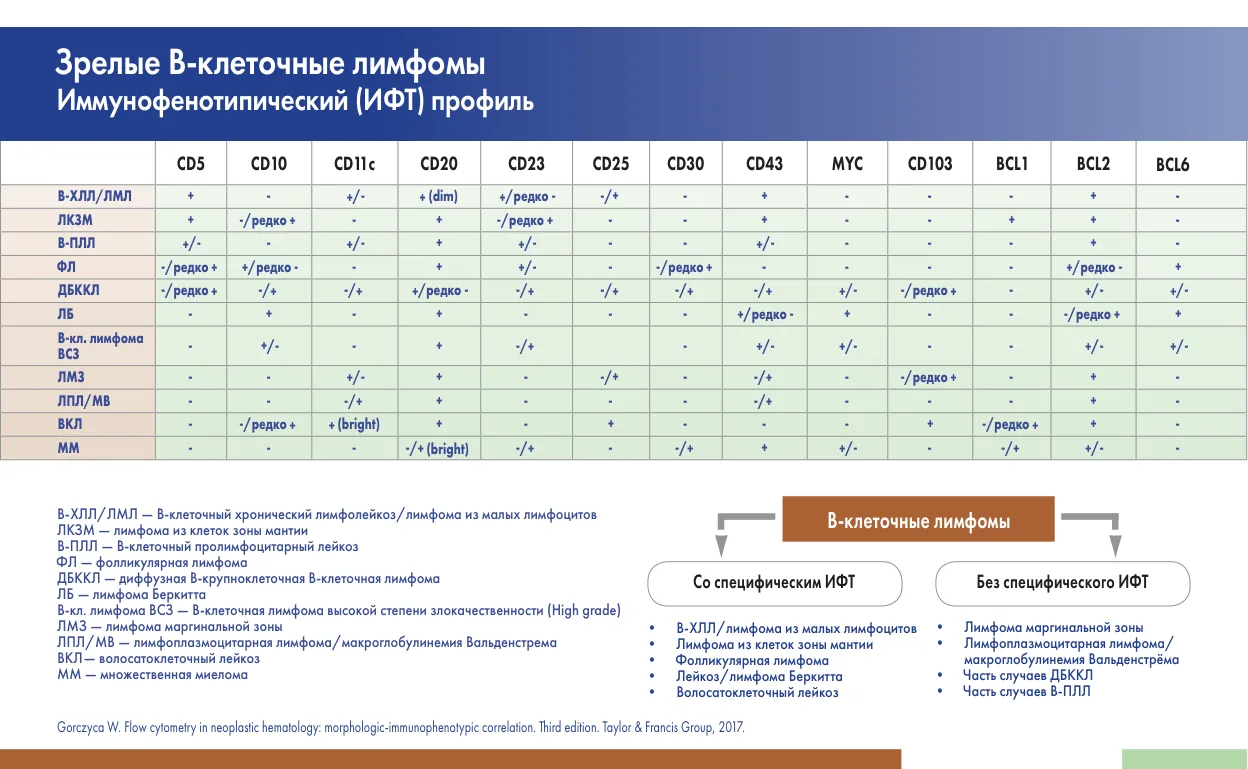 Зрелые В-клеточные лимфомы
Иммунофенотипический (ИФТ) профиль
CD5 CD10 CD11c CD20 CD23 CD25 CD30 CD43 MYC CD103 BCL1 BCL2 BCL6
В-ХЛЛ/ЛМЛ + - +/- + (dim) +/редко - -/+ - + - - - + -
ЛКЗМ + -/редко + - + -/редко + - - + - - + + -
В-ПЛЛ +/- - +/- + +/- - - +/- - - - + -
ФЛ -/редко + +/редко - - + +/- - -/редко + - - - - +/редко - +
ДБККЛ -/редко + -/+ -/+ +/редко - -/+ -/+ -/+ -/+ +/- -/редко + - +/- +/-
ЛБ - + - + - - - +/редко - + - - -/редко + +
В-кл. лимфома
ВСЗ - +/- - + -/+ - +/- +/- - - +/- +/-
ЛМЗ - - +/- + - -/+ - -/+ - -/редко + - + -
ЛПЛ/МВ - - -/+ + - - - -/+ - - - + -
ВКЛ - -/редко + + (bright) + - + - - - + -/редко + + -
ММ - - - -/+ (bright) -/+ - -/+ + +/- - -/+ +/- -
В-ХЛЛ/ЛМЛ — В-клеточный хронический лимфолейкоз/лимфома из малых лимфоцитов
ЛКЗМ — лимфома из клеток зоны мантии
В-ПЛЛ — В-клеточный пролимфоцитарный лейкоз
ФЛ — фолликулярная лимфома
ДБККЛ — диффузная В-крупноклеточная В-клеточная лимфома
ЛБ — лимфома Беркитта
В-кл. лимфома ВСЗ — В-клеточная лимфома высокой степени злокачественности (High grade)
ЛМЗ — лимфома маргинальной зоны
ЛПЛ/МВ — лимфоплазмоцитарная лимфома/макроглобулинемия Вальденстрема
ВКЛ— волосатоклеточный лейкоз
ММ — множественная миелома
В-клеточные лимфомы
Со специфическим ИФТ
• В-ХЛЛ/лимфома из малых лимфоцитов
• Лимфома из клеток зоны мантии
• Фолликулярная лимфома
• Лейкоз/лимфома Беркитта
• Волосатоклеточный лейкоз
Без специфического ИФТ
• Лимфома маргинальной зоны
• Лимфоплазмоцитарная лимфома/
макроглобулинемия Вальденстрёма
• Часть случаев ДБККЛ
• Часть случаев В-ПЛЛ
Gorczyca W. Flow cytometry in neoplastic hematology: morphologic-immunophenotypic correlation. Third edition. Taylor & Francis Group, 2017.